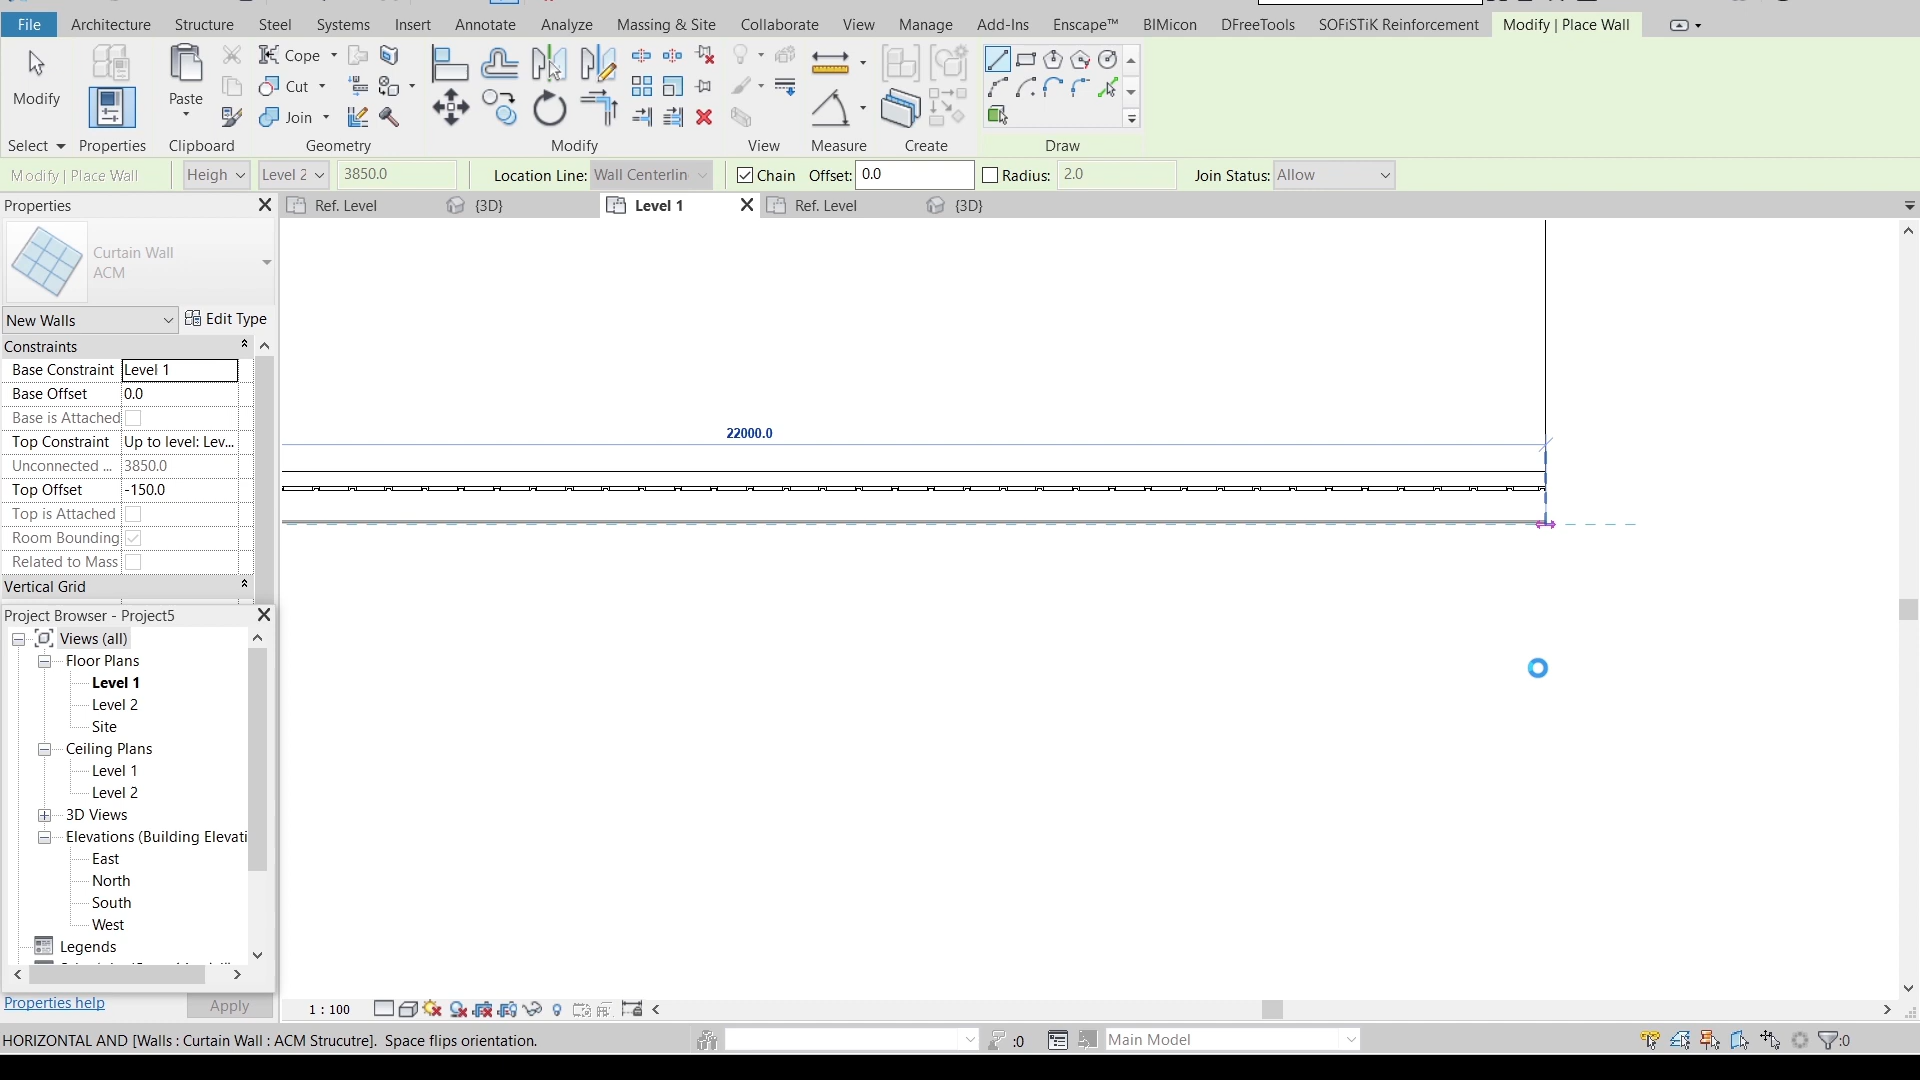 File Architecture Structure Steel Systems Insert Annotate Analyze Massing & Site Collaborate View Manage Add-Ins Enscape™ BIMicon DFreeTools SOFiSTiK Reinforcement Modify | Place Wall
Modify
Paste
Cope
Cut
Join
Select Properties Clipboard Geometry Modify View Measure Create Draw
Modify | Place Wall Heigh Level 2 3850.0 Location Line: Wall Centerlin Chain Offset: 0.0 Radius: 2.0 Join Status: Allow
Properties
Ref. Level {3D} Level 1 Ref. Level {3D}
Curtain Wall
ACM
New Walls Edit Type
Constraints
Base Constraint Level 1
Base Offset 0.0
Base is Attached
Top Constraint Up to level: Lev...
Unconnected ... 3850.0
Top Offset -150.0
Top is Attached
Room Bounding
Related to Mass
Vertical Grid
22000.0
Project Browser - Project5
Views (all)
Floor Plans
Level 1
Level 2
Site
Ceiling Plans
Level 1
Level 2
3D Views
Elevations (Building Elevati
East
North
South
West
Legends
Properties help Apply
1 : 100
HORIZONTAL AND [Walls : Curtain Wall : ACM Strucutre]. Space flips orientation.
:0
Main Model
:0